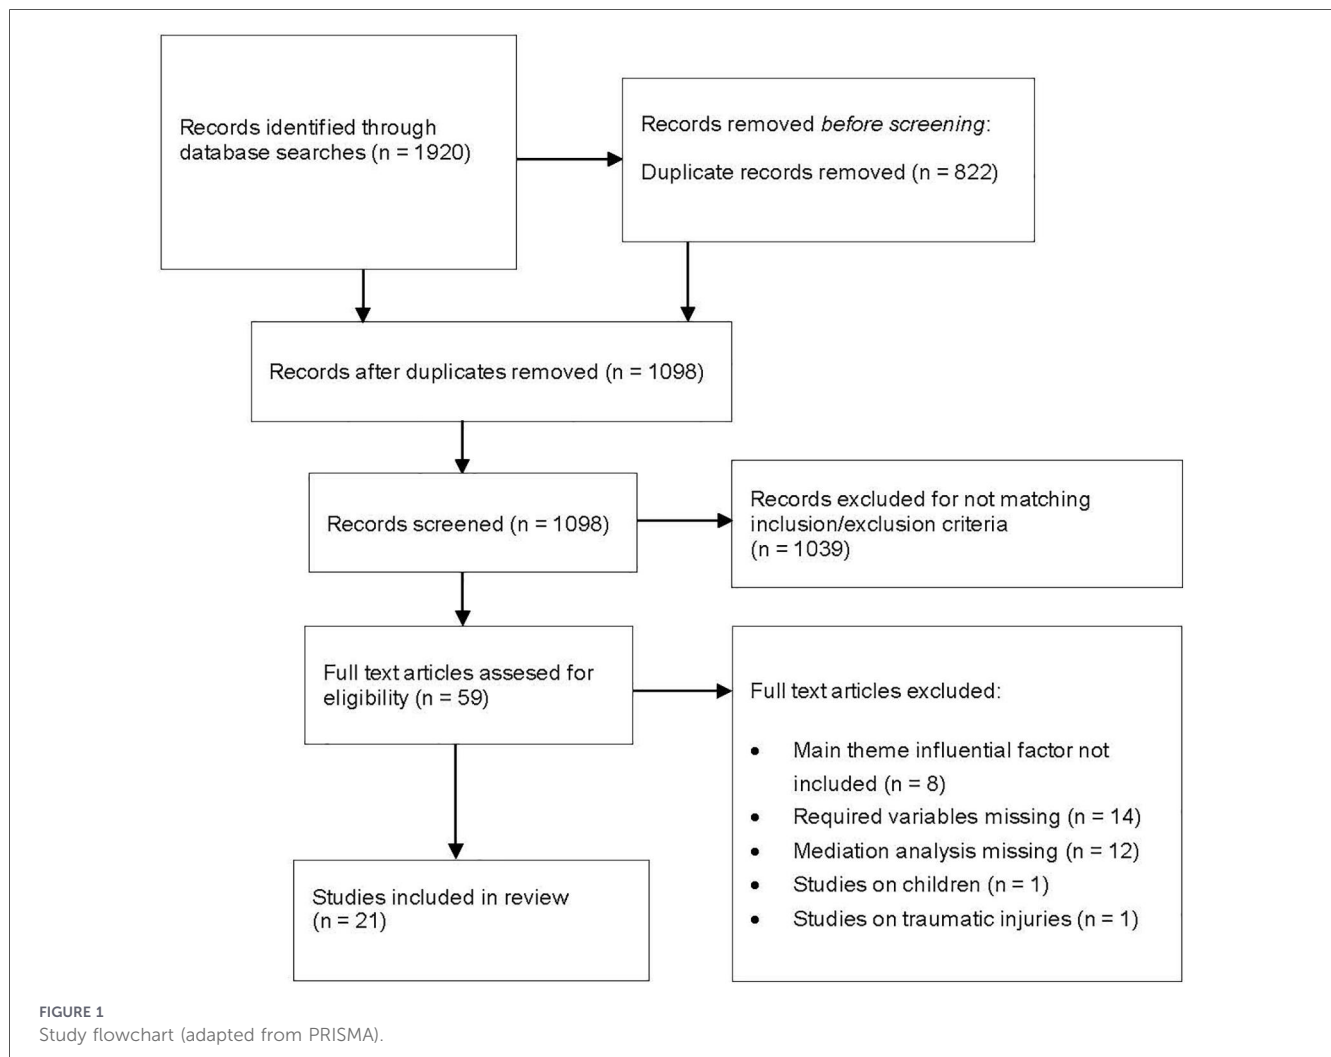 Records identified through
database searches (n = 1920)
Records removed before screening:
Duplicate records removed (n = 822)
Records after duplicates removed (n = 1098)
Records screened (n = 1098)
Records excluded for not matching
inclusion/exclusion criteria
(n = 1039)
Full text articles assesed for
eligibility (n = 59)
Full text articles excluded:
• Main theme influential factor not
included (n = 8)
• Required variables missing (n = 14)
• Mediation analysis missing (n = 12)
• Studies on children (n = 1)
• Studies on traumatic injuries (n = 1)
Studies included in review
(n = 21)
FIGURE 1
Study flowchart (adapted from PRISMA).